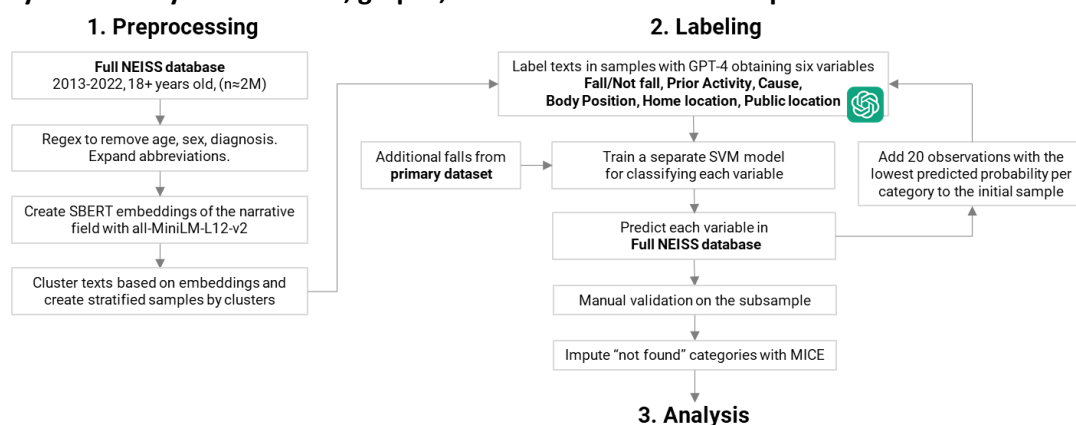 1. Preprocessing
Full NEISS database
2013-2022, 18+ years old, (n≈2M)
Regex to remove age, sex, diagnosis.
Expand abbreviations.
Create SBERT embeddings of the narrative
field with all-MiniLM-L12-v2
Cluster texts based on embeddings and
create stratified samples by clusters
2. Labeling
Label texts in samples with GPT-4 obtaining six variables
Fall/Not fall, Prior Activity, Cause,
Body Position, Home location, Public location
Additional falls from
primary dataset
Train a separate SVM model
for classifying each variable
Add 20 observations with the
lowest predicted probability per
category to the initial sample
Predict each variable in
Full NEISS database
Manual validation on the subsample
Impute “not found” categories with MICE
3. Analysis